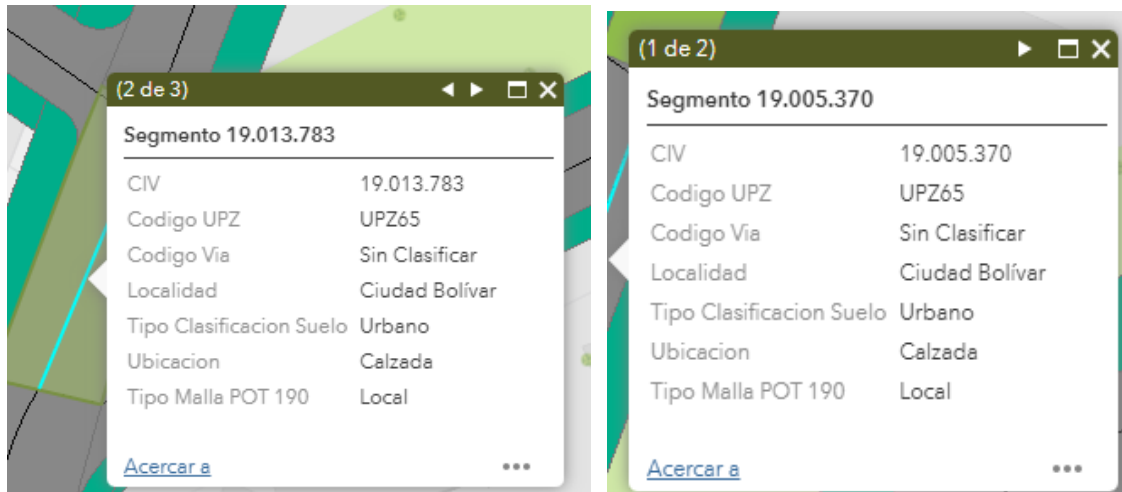 (2 de 3)
Segmento 19.013.783
CIV 19.013.783
Codigo UPZ UPZ65
Codigo Via Sin Clasificar
Localidad Ciudad Bolívar
Tipo Clasificacion Suelo Urbano
Ubicacion Calzada
Tipo Malla POT 190 Local
Acercar a
(1 de 2)
Segmento 19.005.370
CIV 19.005.370
Codigo UPZ UPZ65
Codigo Via Sin Clasificar
Localidad Ciudad Bolívar
Tipo Clasificacion Suelo Urbano
Ubicacion Calzada
Tipo Malla POT 190 Local
Acercar a